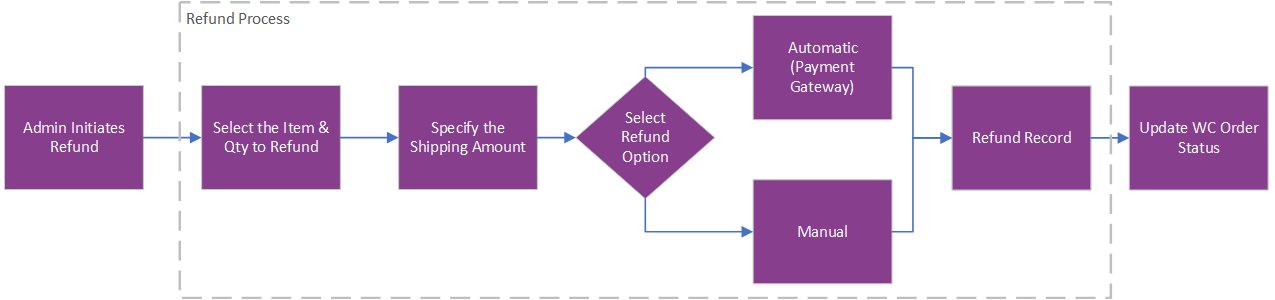 Refund Process
Admin Initiates
Refund
Select the Item &
Qty to Refund
Specify the
Shipping Amount
Select
Refund
Option
Automatic
(Payment
Gateway)
Manual
Refund Record
Update WC Order
Status